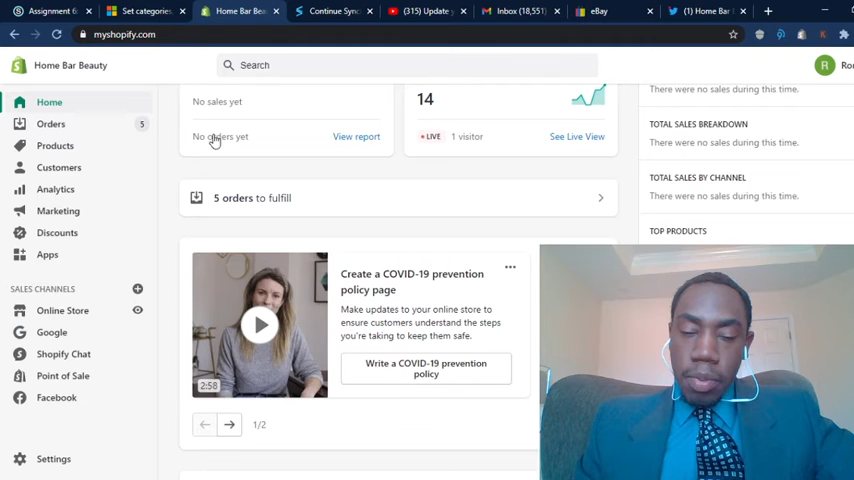 Assignment 6:
Set categories,
Home Bar Beau
Continue Sync
(315) Update y
Inbox (18,551)
eBay
(1) Home Bar
myshopify.com
Home Bar Beauty
Search
R
Ror
Home
Orders
5
Products
Customers
Analytics
Marketing
Discounts
Apps
SALES CHANNELS
Online Store
Google
Shopify Chat
Point of Sale
Facebook
Settings
No sales yet
No orders yet
View report
14
LIVE
1 visitor
See Live View
5 orders to fulfill
Create a COVID-19 prevention
policy page
Make updates to your online store to
ensure customers understand the steps
you're taking to keep them safe.
Write a COVID-19 prevention
policy
2:58
1/2
There were no sales during this time.
TOTAL SALES BREAKDOWN
There were no sales during this time.
TOTAL SALES BY CHANNEL
There were no sales during this time.
TOP PRODUCTS